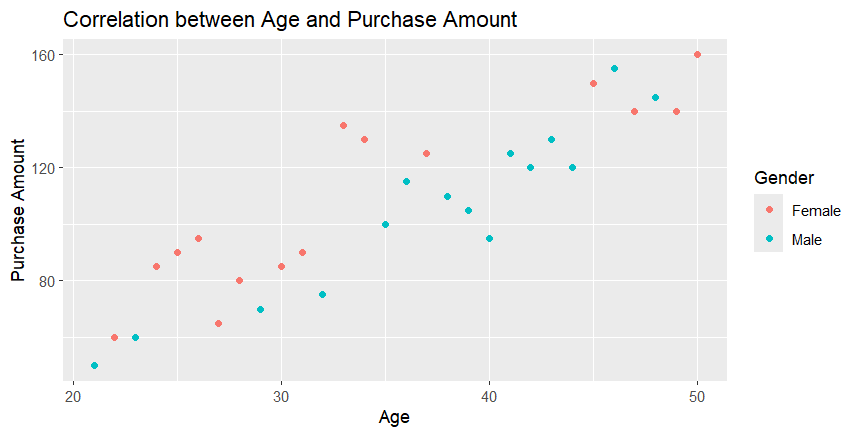 Correlation between Age and Purchase Amount
Purchase Amount
160
120
80
20
30
40
50
Age
Gender
Female
Male